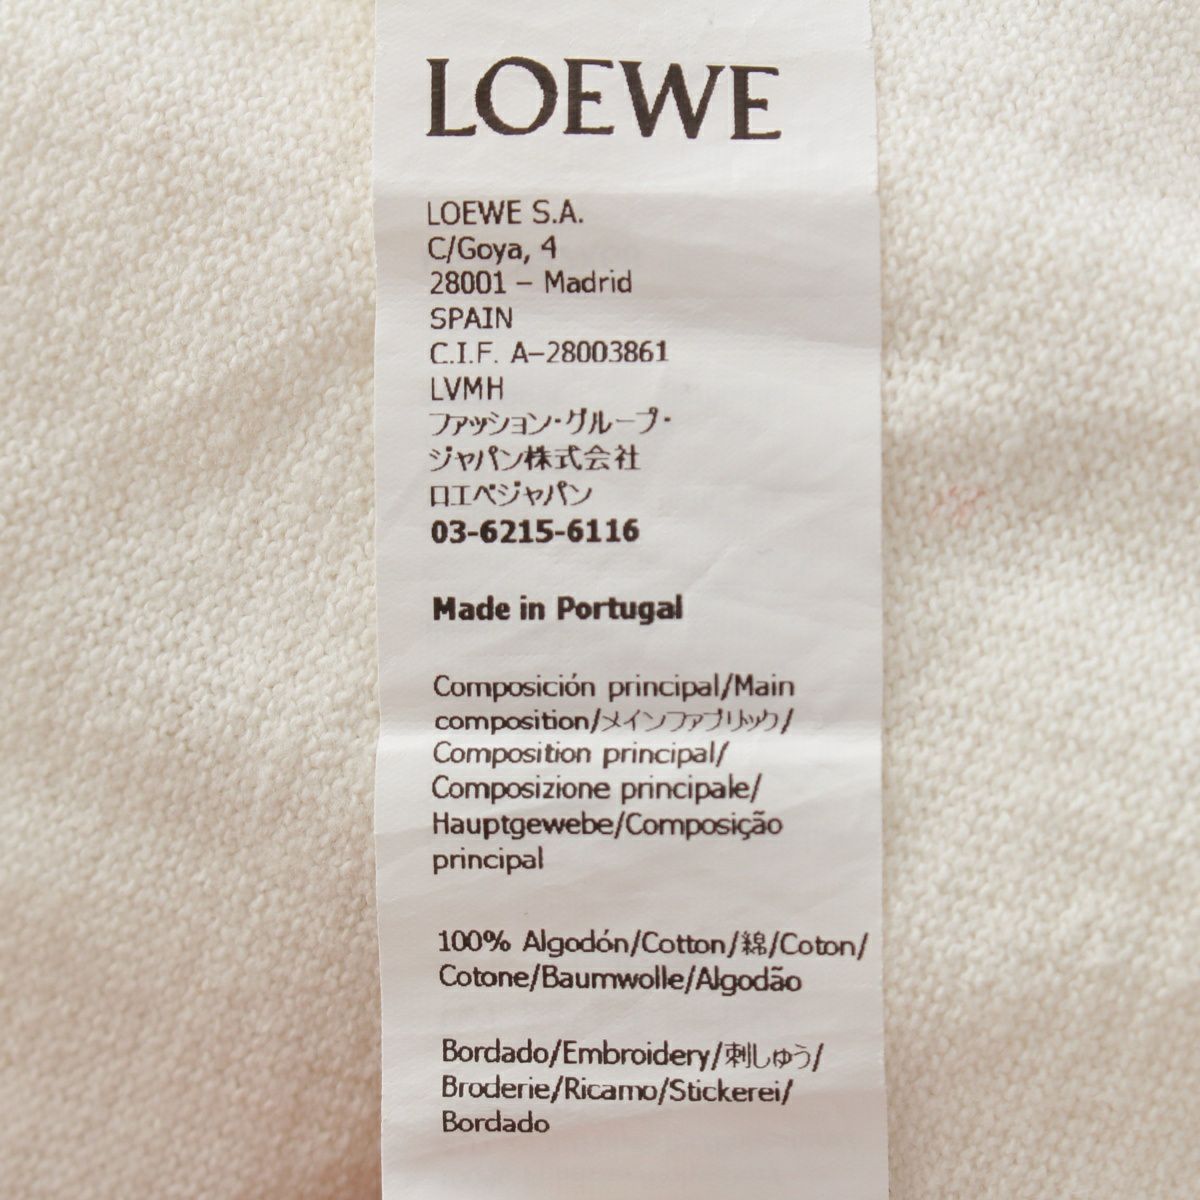 LOEWE
LOEWE S.A.
C/Goya, 4
28001 – Madrid
SPAIN
C.I.F. A–28003861
LVMH
ファッション・グループ・
ジャパン株式会社
ロエベジャパン
03-6215-6116
Made in Portugal
Composición principal/Main
composition/メインファブリック/
Composition principal/
Composizione principale/
Hauptgewebe/Composição
principal
100% Algodón/Cotton/綿/Coton/
Cotone/Baumwolle/Algodão
Bordado/Embroidery/刺しゅう/
Broderie/Ricamo/Stickerei/
Bordado